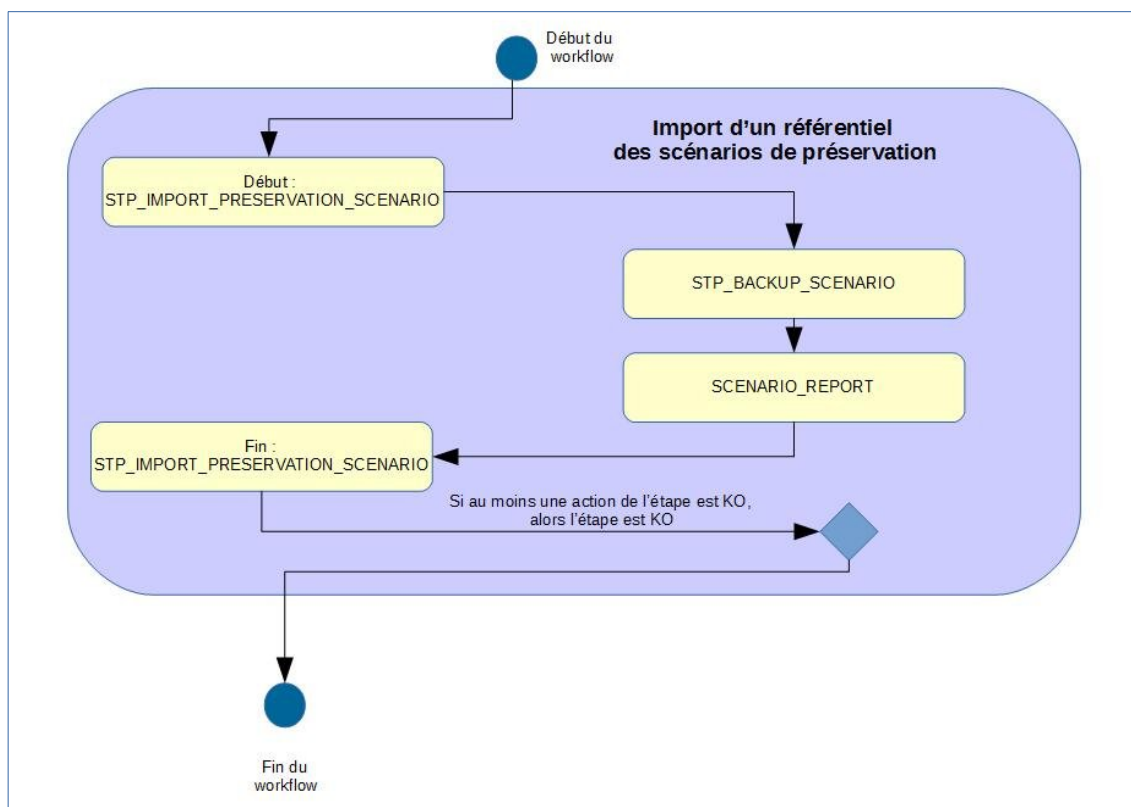 Début du
workflow
Import d’un référentiel
des scénarios de préservation
Début :
STP_IMPORT_PRESERVATION_SCENARIO
STP_BACKUP_SCENARIO
SCENARIO_REPORT
Fin :
STP_IMPORT_PRESERVATION_SCENARIO
Si au moins une action de l’étape est KO,
alors l’étape est KO
Fin du
workflow